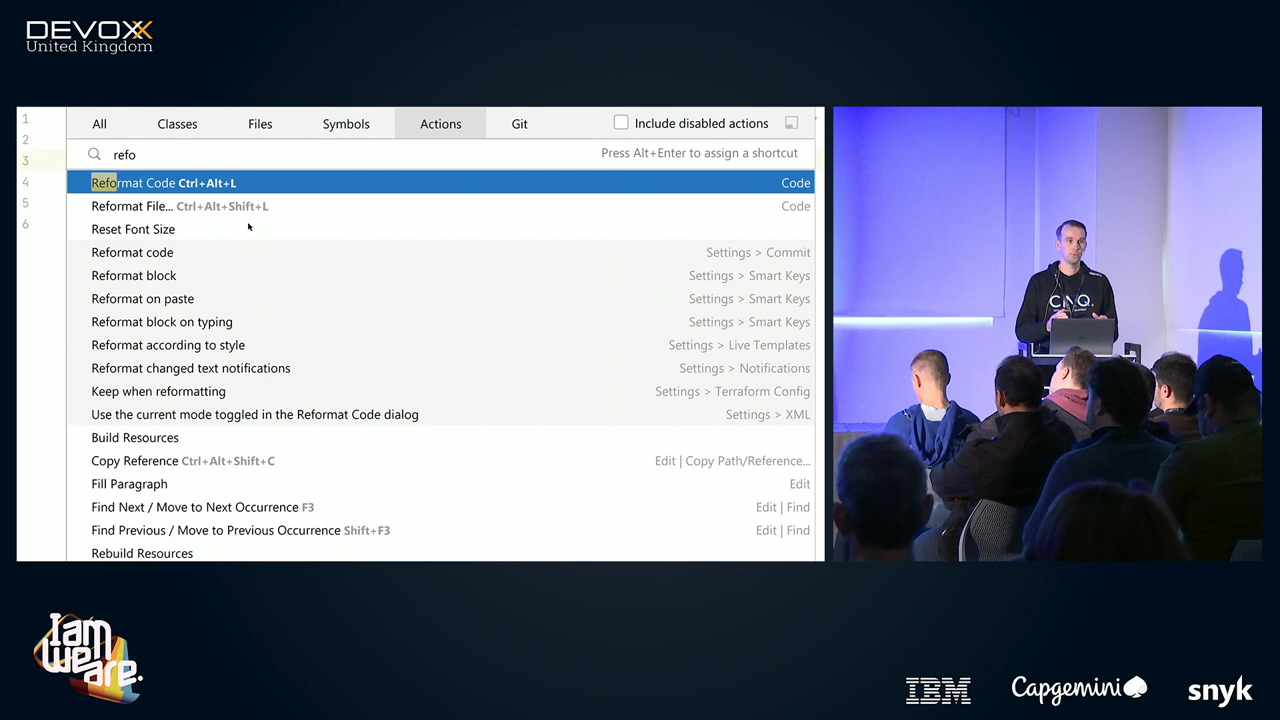 DEVOXX
United Kingdom
1
2
3
4
5
6
All Classes Files Symbols Actions Git Include disabled actions
refo Press Alt+Enter to assign a shortcut
Reformat Code Ctrl+Alt+L Code
Reformat File... Ctrl+Alt+Shift+L Code
Reset Font Size
Reformat code Settings > Commit
Reformat block Settings > Smart Keys
Reformat on paste Settings > Smart Keys
Reformat block on typing Settings > Smart Keys
Reformat according to style Settings > Live Templates
Reformat changed text notifications Settings > Notifications
Keep when reformatting Settings > Terraform Config
Use the current mode toggled in the Reformat Code dialog Settings > XML
Build Resources
Copy Reference Ctrl+Alt+Shift+C Edit | Copy Path/Reference...
Fill Paragraph Edit
Find Next / Move to Next Occurrence F3 Edit | Find
Find Previous / Move to Previous Occurrence Shift+F3 Edit | Find
Rebuild Resources
I am
We are.
IBM
Capgemini
snyk